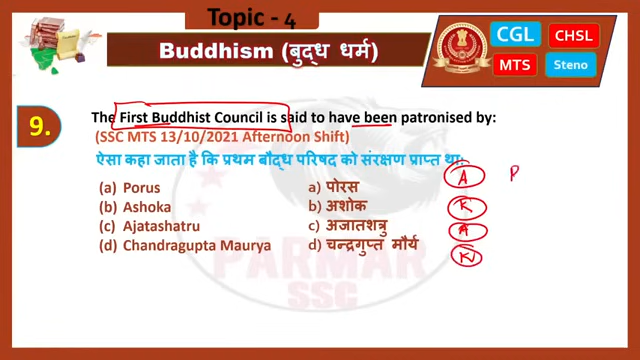 Topic - 4
Buddhism (बुद्ध धर्म)
CGL
CHSL
MTS
Steno
9.
The First Buddhist Council is said to have been patronised by:
(SSC MTS 13/10/2021 Afternoon Shift)
ऐसा कहा जाता है कि प्रथम बौद्ध परिषद को संरक्षण प्राप्त था:
(a) Porus a) पोरस
(b) Ashoka b) अशोक
(c) Ajatashatru c) अजातशत्रु
(d) Chandragupta Maurya d) चन्द्रगुप्त मौर्य
A
K
A
K
P
PARMAR
SSC